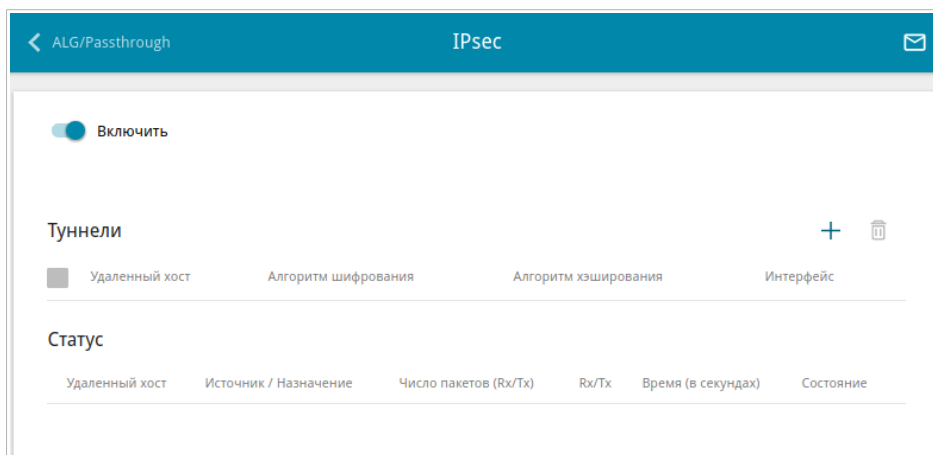 ALG/Passthrough
IPsec
Включить
Туннели
Удаленный хост Алгоритм шифрования Алгоритм хэширования Интерфейс
Статус
Удаленный хост Источник / Назначение Число пакетов (Rx/Tx) Rx/Tx Время (в секундах) Состояние